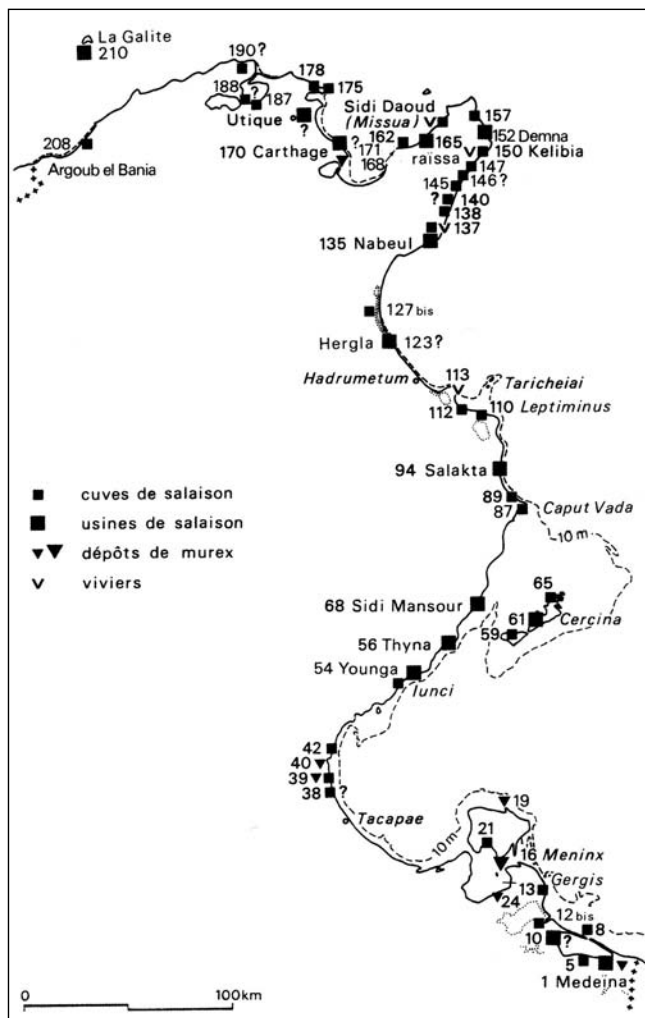 La Galite
210
190?
178
175
188
?
187
Utique
?
Sidi Daoud
(Missua)
157
152 Demna
150 Kelibia
162
165
raïssa
?
171
170 Carthage
168
147
146?
145
?
140
138
137
135 Nabeul
208
Argoub el Bania
127 bis
Hergla
123?
Hadrumetum
113
Taricheiai
112
110 Leptiminus
94 Salakta
89
87
Caput Vada
10 m
cuves de salaison
usines de salaison
dépôts de murex
viviers
65
68 Sidi Mansour
61
59
Cercina
56 Thyna
54 Younga
Iunci
42
40
39
38
?
Tacapae
10 m
19
21
16 Meninx
Gergis
13
24
12 bis
8
10
?
5
1 Medeina
0
100km